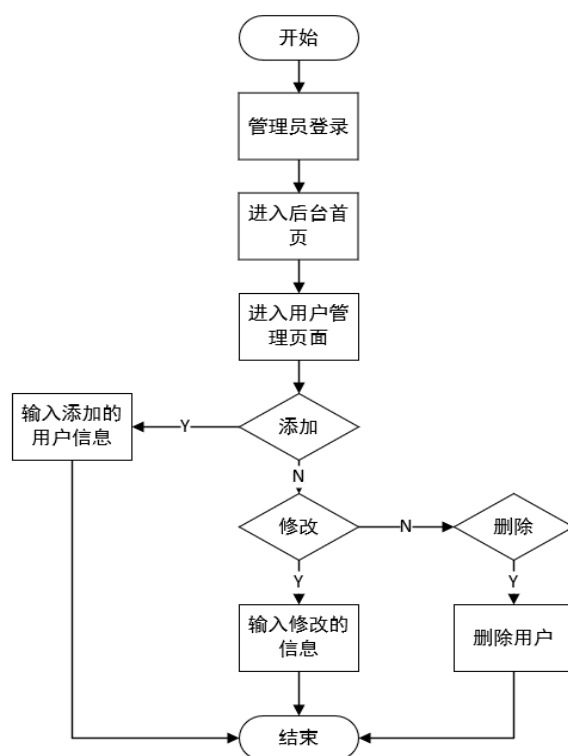 开始
管理员登录
进入后台首
页
进入用户管
理页面
输入添加的
用户信息
Y
添加
N
修改
N
删除
Y
Y
输入修改的
信息
删除用户
结束